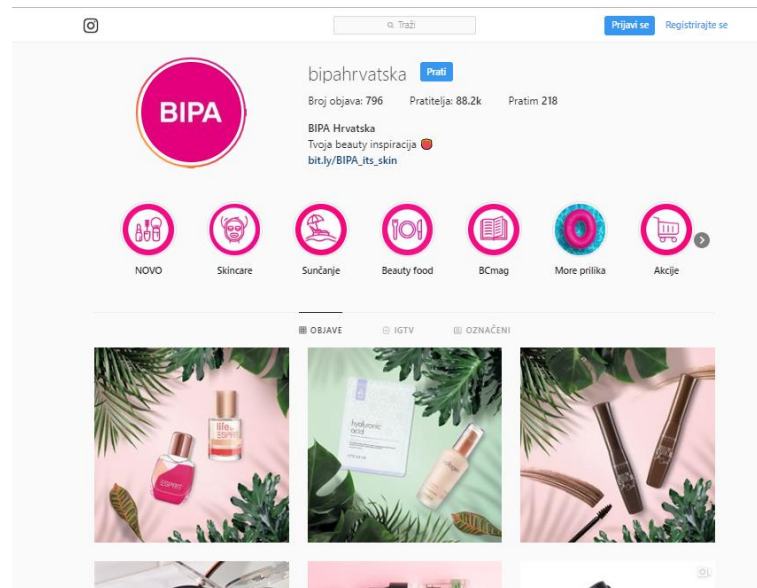 Traži
Prijavi se
Registrirajte se
BIPA
bipahrvatska Prati
Broj objava: 796 Pratitelja: 88.2k Pratim 218
BIPA Hrvatska
Tvoja beauty inspiracija
bit.ly/BIPA_its_skin
NOVO Skincare Sunčanje Beauty food BCmag More prilika Akcije
OBJAVE IGTV OZNAČENI
life by
ESPRIT
ESPRIT
hyaluronic
acid
collagen